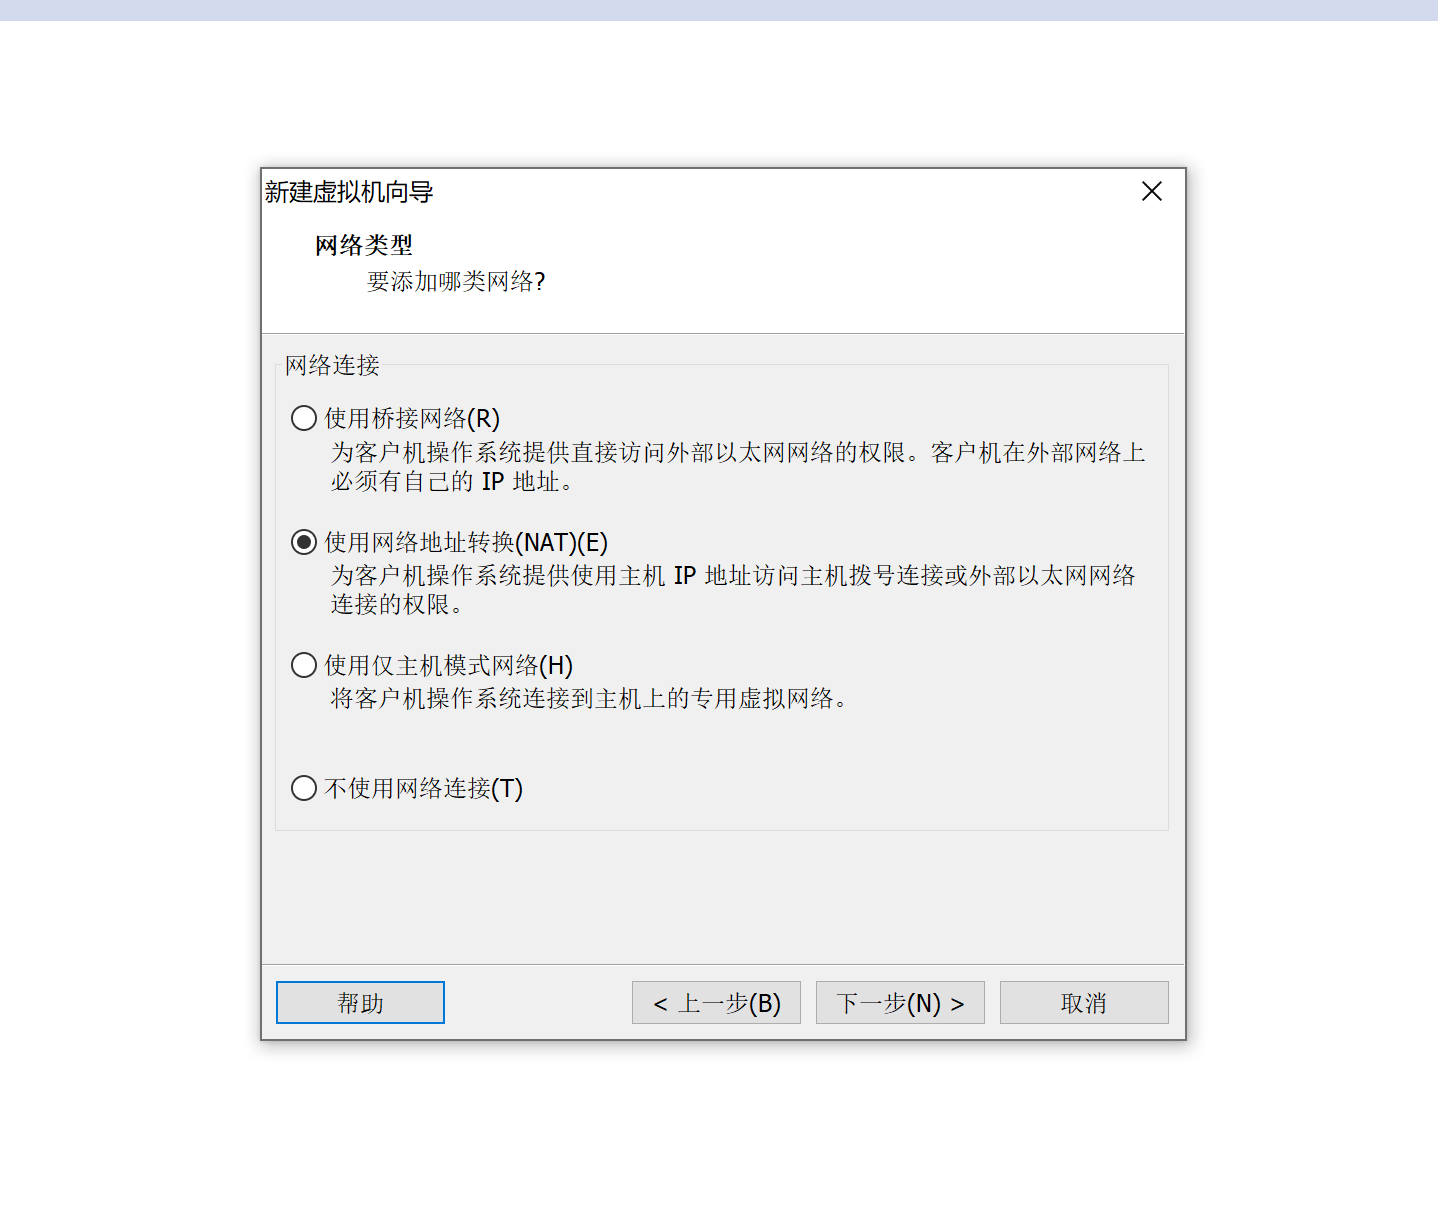 新建虚拟机向导
网络类型
要添加哪类网络?
网络连接
使用桥接网络(R)
为客户机操作系统提供直接访问外部以太网网络的权限。客户机在外部网络上
必须有自己的 IP 地址。
使用网络地址转换(NAT)(E)
为客户机操作系统提供使用主机 IP 地址访问主机拨号连接或外部以太网网络
连接的权限。
使用仅主机模式网络(H)
将客户机操作系统连接到主机上的专用虚拟网络。
不使用网络连接(T)
帮助
< 上一步(B)
下一步(N) >
取消